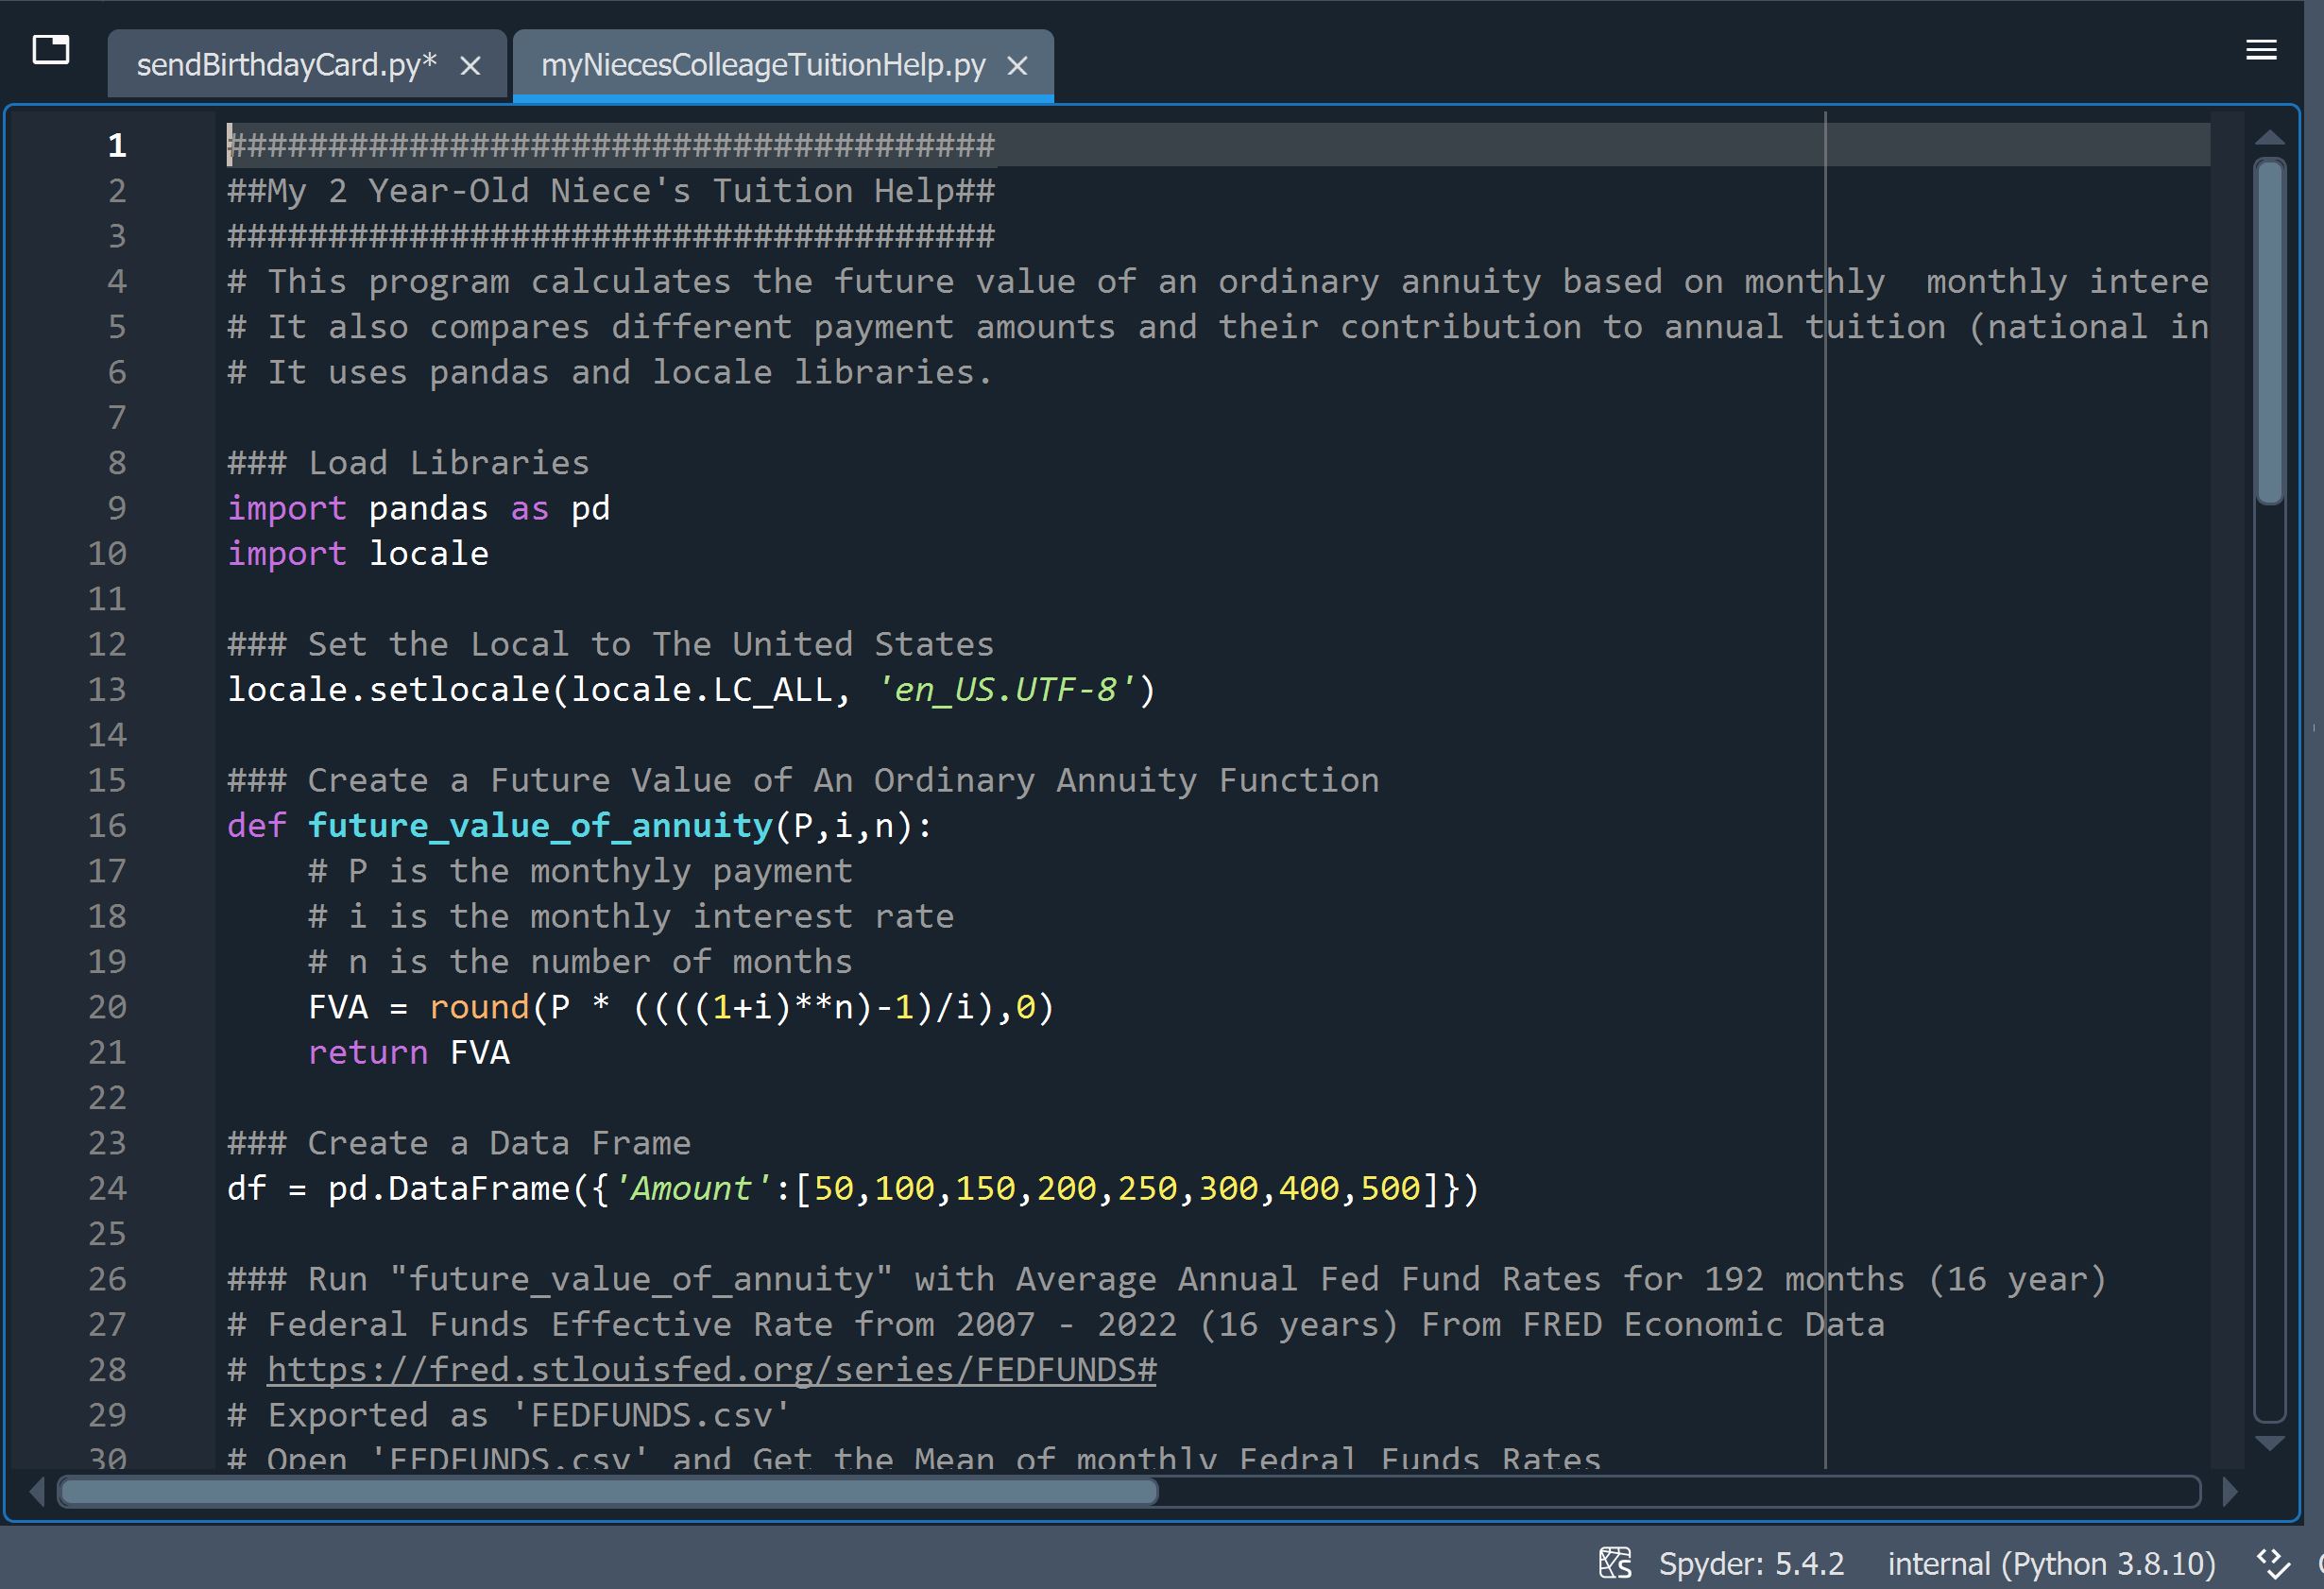 sendBirthdayCard.py*
myNiecesColleageTuitionHelp.py
1 ######################################
2 ##My 2 Year-Old Niece's Tuition Help##
3 ######################################
4 # This program calculates the future value of an ordinary annuity based on monthly  monthly intere
5 # It also compares different payment amounts and their contribution to annual tuition (national in
6 # It uses pandas and locale libraries.
7
8 ### Load Libraries
9 import pandas as pd
10 import locale
11
12 ### Set the Local to The United States
13 locale.setlocale(locale.LC_ALL, 'en_US.UTF-8')
14
15 ### Create a Future Value of An Ordinary Annuity Function
16 def future_value_of_annuity(P,i,n):
17     # P is the monthyly payment
18     # i is the monthly interest rate
19     # n is the number of months
20     FVA = round(P * ((((1+i)**n)-1)/i),0)
21     return FVA
22
23 ### Create a Data Frame
24 df = pd.DataFrame({'Amount':[50,100,150,200,250,300,400,500]})
25
26 ### Run "future_value_of_annuity" with Average Annual Fed Fund Rates for 192 months (16 year)
27 # Federal Funds Effective Rate from 2007 - 2022 (16 years) From FRED Economic Data
28 # https://fred.stlouisfed.org/series/FEDFUNDS#
29 # Exported as 'FEDFUNDS.csv'
30 # Open 'FEDFUNDS.csv' and Get the Mean of monthly Fedral Funds Rates
Spyder: 5.4.2
internal (Python 3.8.10)